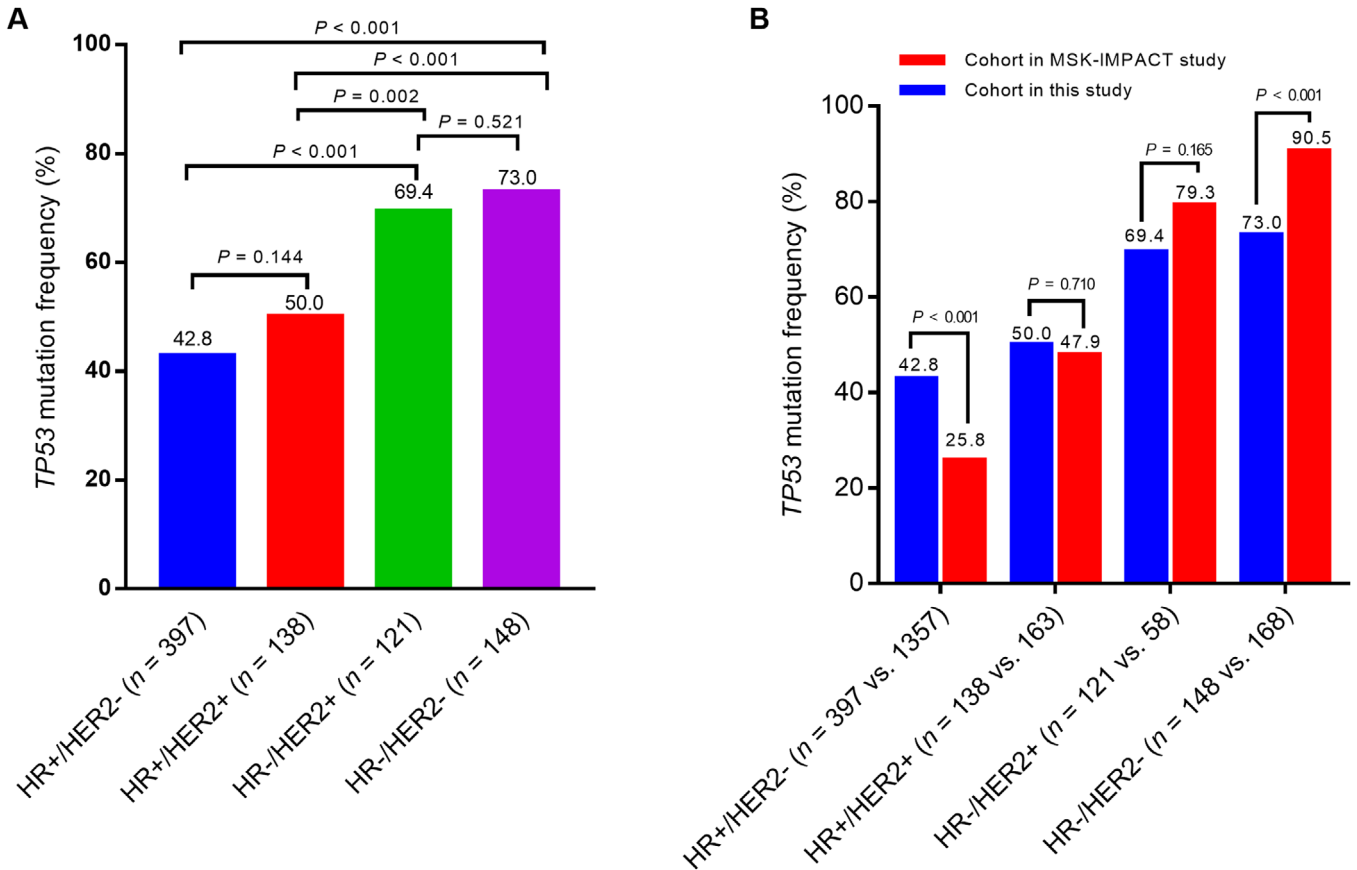 A
P < 0.001
P < 0.001
P = 0.002
P = 0.521
P < 0.001
P = 0.144
42.8
50.0
69.4
73.0
100
80
60
40
20
0
TP53 mutation frequency (%)
HR+/HER2- (n = 397)
HR+/HER2+ (n = 138)
HR-/HER2+ (n = 121)
HR-/HER2- (n = 148)
B
Cohort in MSK-IMPACT study
Cohort in this study
P < 0.001
P = 0.710
P = 0.165
P < 0.001
42.8
25.8
50.0
47.9
69.4
79.3
73.0
90.5
100
80
60
40
20
0
TP53 mutation frequency (%)
HR+/HER2- (n = 397 vs. 1357)
HR+/HER2+ (n = 138 vs. 163)
HR-/HER2+ (n = 121 vs. 58)
HR-/HER2- (n = 148 vs. 168)